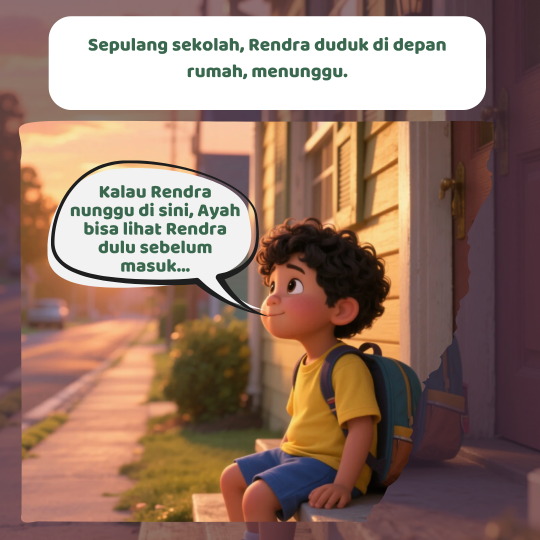 Sepulang sekolah, Rendra duduk di depan
rumah, menunggu.
Kalau Rendra
nunggu di sini, Ayah
bisa lihat Rendra
dulu sebelum
masuk...